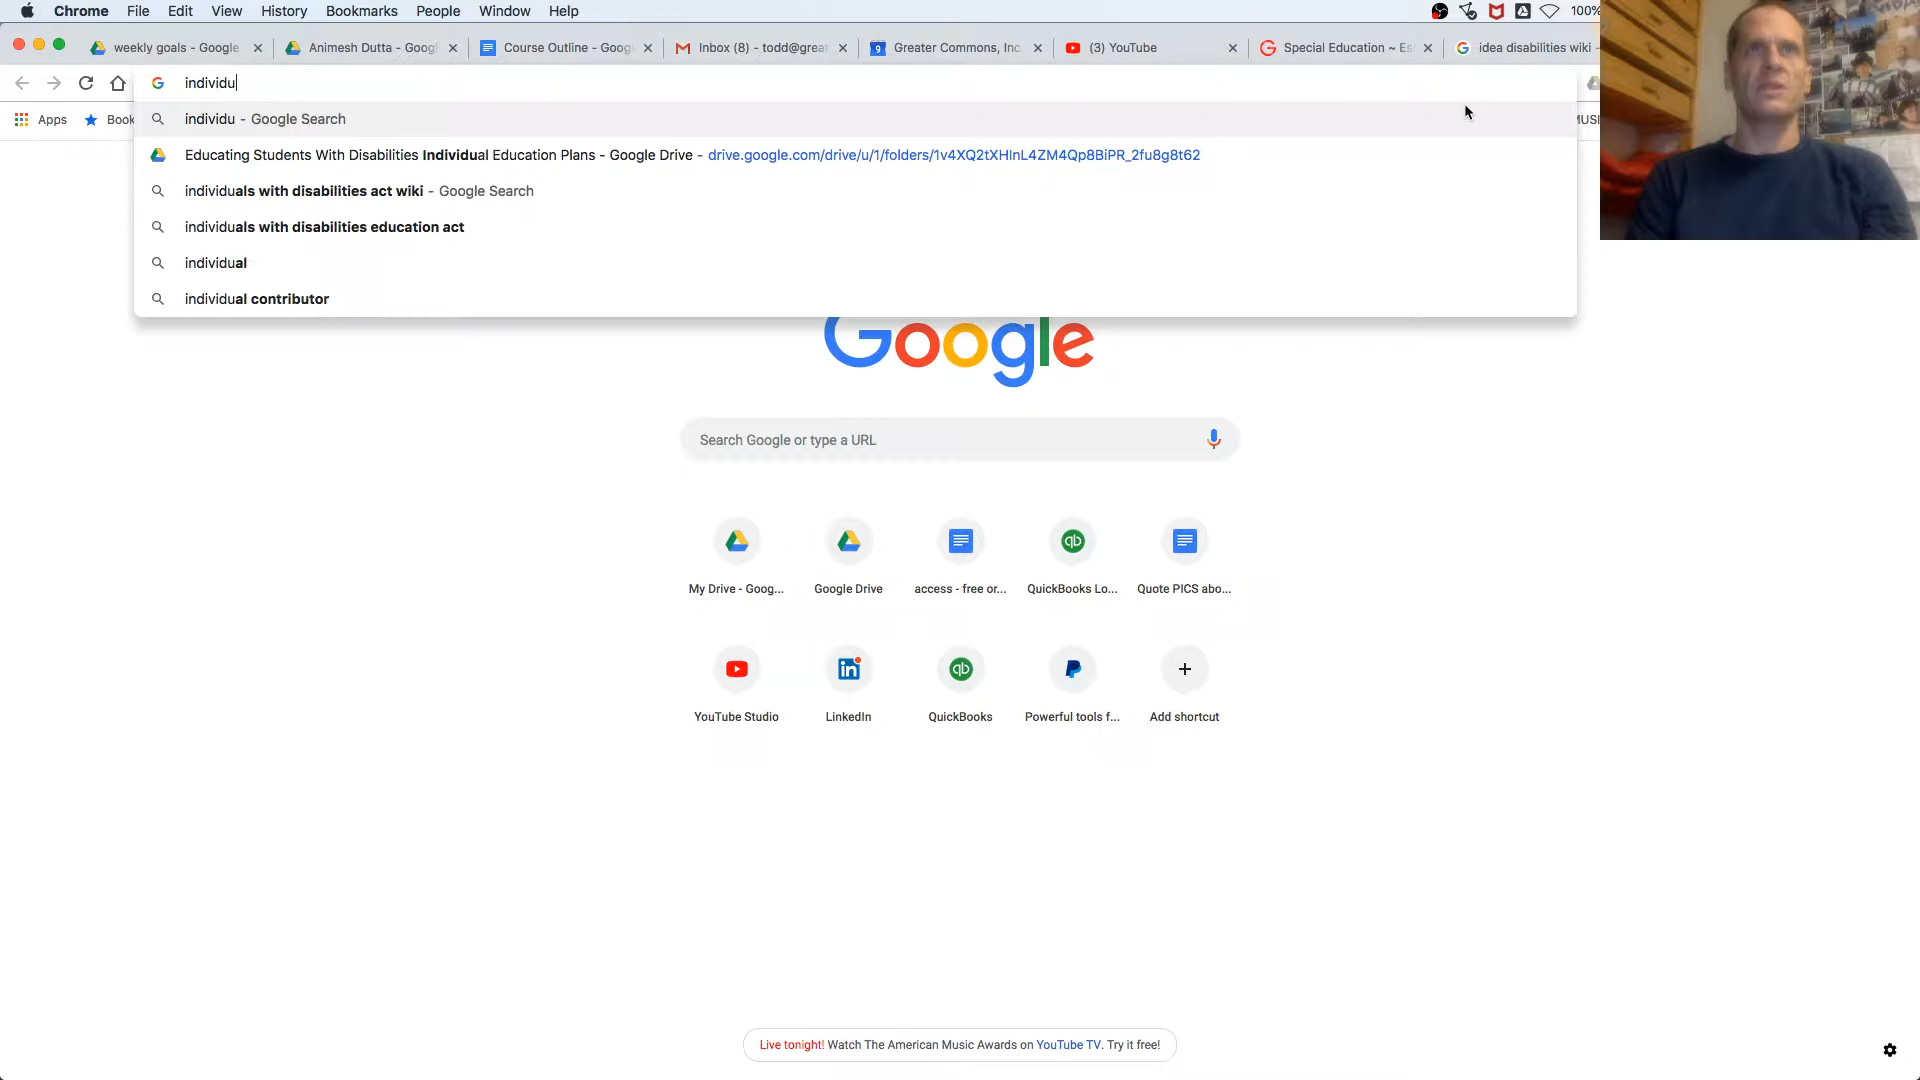 Chrome File Edit View History Bookmarks People Window Help 100%
weekly goals - Google Animesh Dutta - Googl Course Outline - Goog Inbox (8) - todd@great Greater Commons, Inc. (3) YouTube Special Education ~ Es idea disabilities wiki -
individu
individu - Google Search
Apps Book
Educating Students With Disabilities Individual Education Plans - Google Drive - drive.google.com/drive/u/1/folders/1v4XQ2tXHInL4ZM4Qp8BiPR_2fu8g8t62
individuals with disabilities act wiki - Google Search
individuals with disabilities education act
individual
individual contributor
Google
Search Google or type a URL
My Drive - Goog... Google Drive access - free or... QuickBooks Lo... Quote PICS abo...
YouTube Studio LinkedIn QuickBooks Powerful tools f... Add shortcut
Live tonight! Watch The American Music Awards on YouTube TV. Try it free!